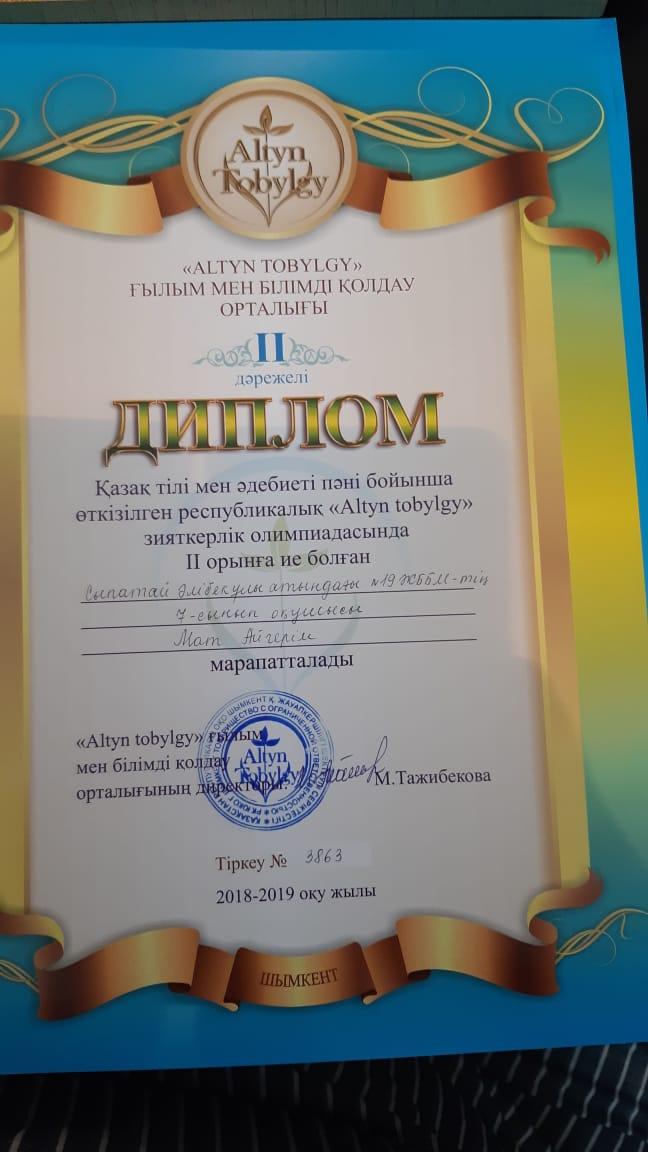 Altyn
Tobylgy
«ALTYN TOBYLGY»
ҒЫЛЫМ МЕН БІЛІМДІ ҚОЛДАУ
ОРТАЛЫҒЫ
II
дәрежелі
ДИПЛОМ
Қазақ тілі мен әдебиеті пәні бойынша
өткізілген республикалық «Altyn tobylgy»
зияткерлік олимпиадасында
II орынға ие болған
Сыпатай Әлібекұлы атындағы №19 ЖББМ-тің
7-сынып оқушысы
Мат Айгерім
марапатталады
«Altyn tobylgy» ғылым
мен білімді қолдау
орталығының директоры:
М.Тажибекова
Altyn
Tobylgy
Тіркеу № 3863
2018-2019 оқу жылы
ШЫМКЕНТ